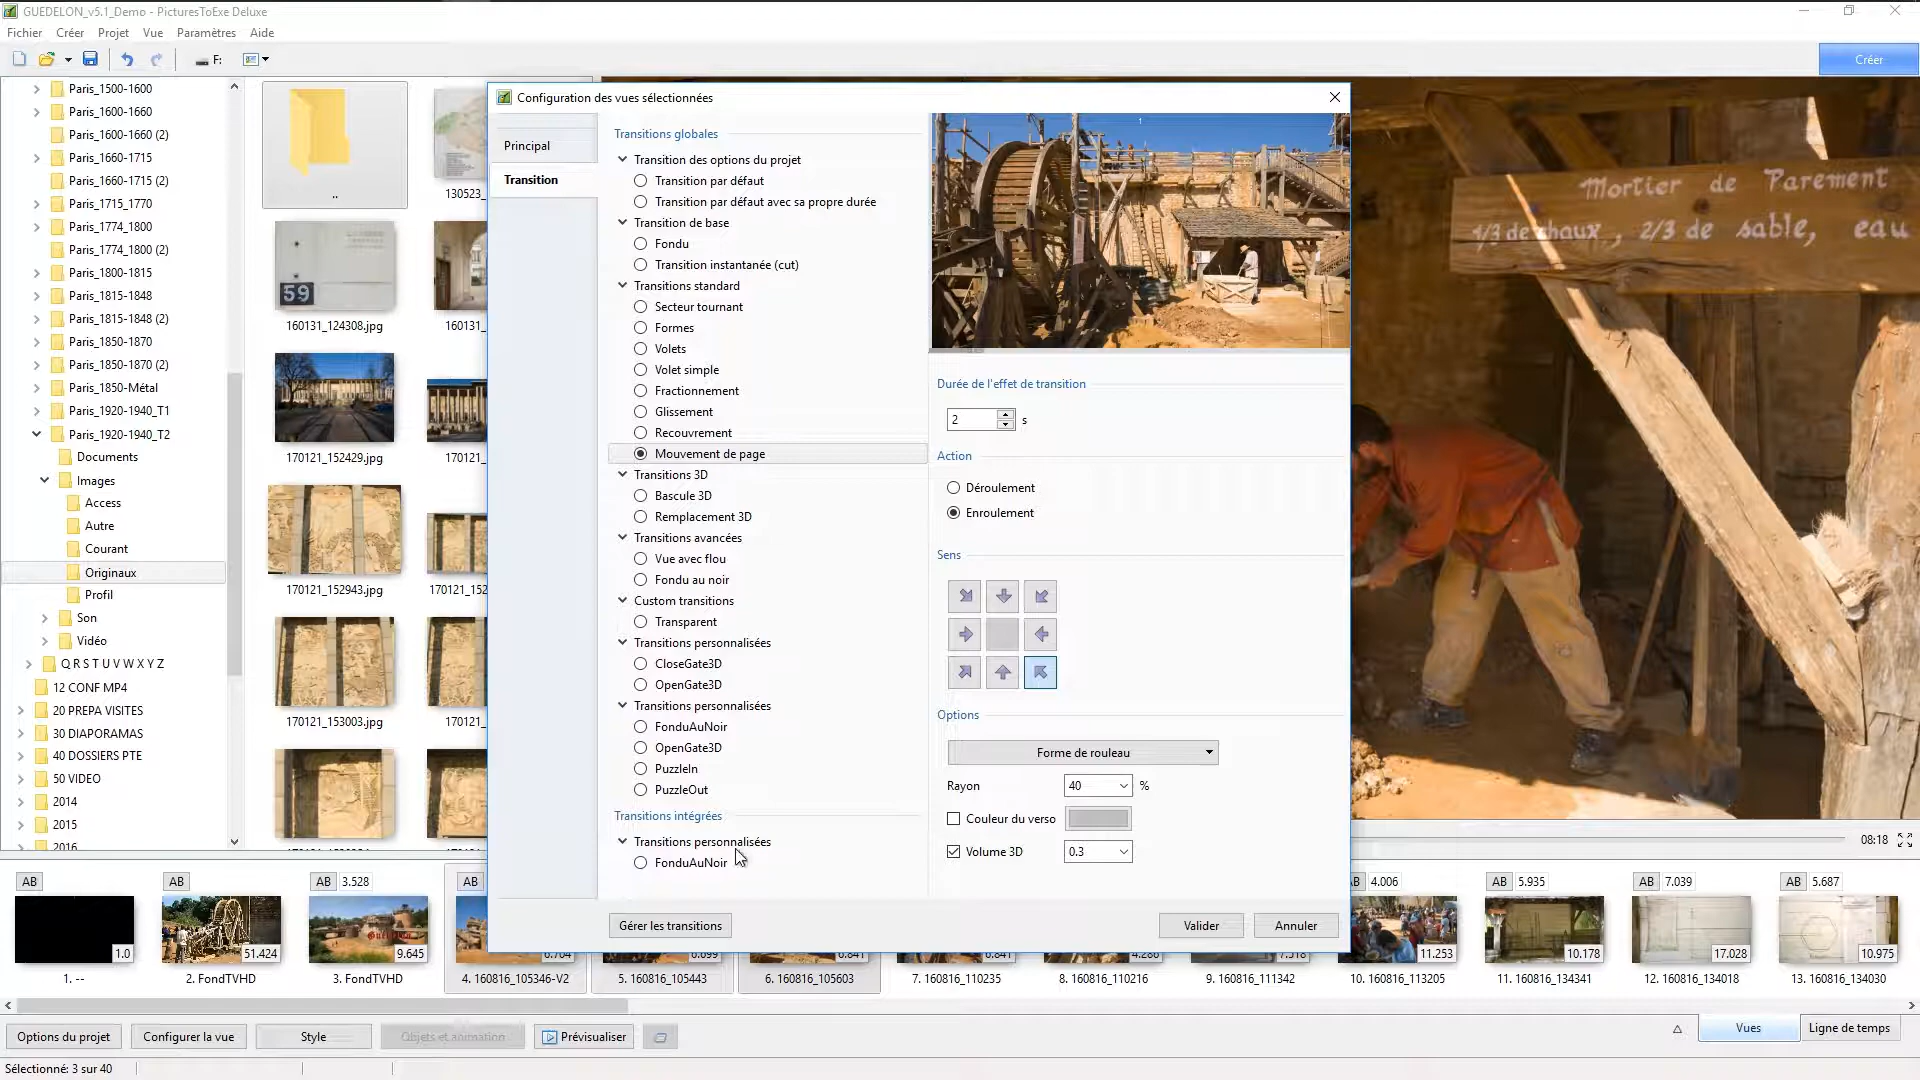 GUEDELON_v5.1_Demo - PicturesToExe Deluxe
Fichier Créer Projet Vue Paramètres Aide
F:
Créer
Paris_1500-1600
Paris_1600-1660
Paris_1600-1660 (2)
Paris_1660-1715
Paris_1660-1715 (2)
Paris_1715_1770
Paris_1774_1800
Paris_1774_1800 (2)
Paris_1800-1815
Paris_1815-1848
Paris_1815-1848 (2)
Paris_1850-1870
Paris_1850-1870 (2)
Paris_1850-Métal
Paris_1920-1940_T1
Paris_1920-1940_T2
Documents
Images
Access
Autre
Courant
Originaux
Profil
Son
Vidéo
Q R S T U V W X Y Z
12 CONF MP4
20 PREPA VISITES
30 DIAPORAMAS
40 DOSSIERS PTE
50 VIDEO
2014
2015
2016
..
130523_
59
160131_124308.jpg
160131_
170121_152429.jpg
170121_
170121_152943.jpg
170121_152
170121_153003.jpg
170121_
Configuration des vues sélectionnées
Principal
Transition
Transitions globales
Transition des options du projet
Transition par défaut
Transition par défaut avec sa propre durée
Transition de base
Fondu
Transition instantanée (cut)
Transitions standard
Secteur tournant
Formes
Volets
Volet simple
Fractionnement
Glissement
Recouvrement
Mouvement de page
Transitions 3D
Bascule 3D
Remplacement 3D
Transitions avancées
Vue avec flou
Fondu au noir
Custom transitions
Transparent
Transitions personnalisées
CloseGate3D
OpenGate3D
Transitions personnalisées
FonduAuNoir
OpenGate3D
PuzzleIn
PuzzleOut
Transitions intégrées
Transitions personnalisées
FonduAuNoir
Gérer les transitions
Durée de l'effet de transition
2 s
Action
Déroulement
Enroulement
Sens
Options
Forme de rouleau
Rayon 40 %
Couleur du verso
Volume 3D 0.3
Valider Annuler
Mortier de Parement
1/3 de chaux, 2/3 de sable, eau
08:18
AB
1.0
1. --
AB
51.424
2. FondTVHD
AB 3.528
9.645
3. FondTVHD
AB
6.704
4. 160816_105346-V2
6.699
5. 160816_105443
6.841
6. 160816_105603
6.841
7. 160816_110235
4.286
8. 160816_110216
7.518
9. 160816_111342
AB 4.006
11.253
10. 160816_113205
AB 5.935
10.178
11. 160816_134341
AB 7.039
17.028
12. 160816_134018
AB 5.687
10.975
13. 160816_134030
Options du projet Configurer la vue Style Objets et animation Prévisualiser
Vues Ligne de temps
Sélectionné: 3 sur 40